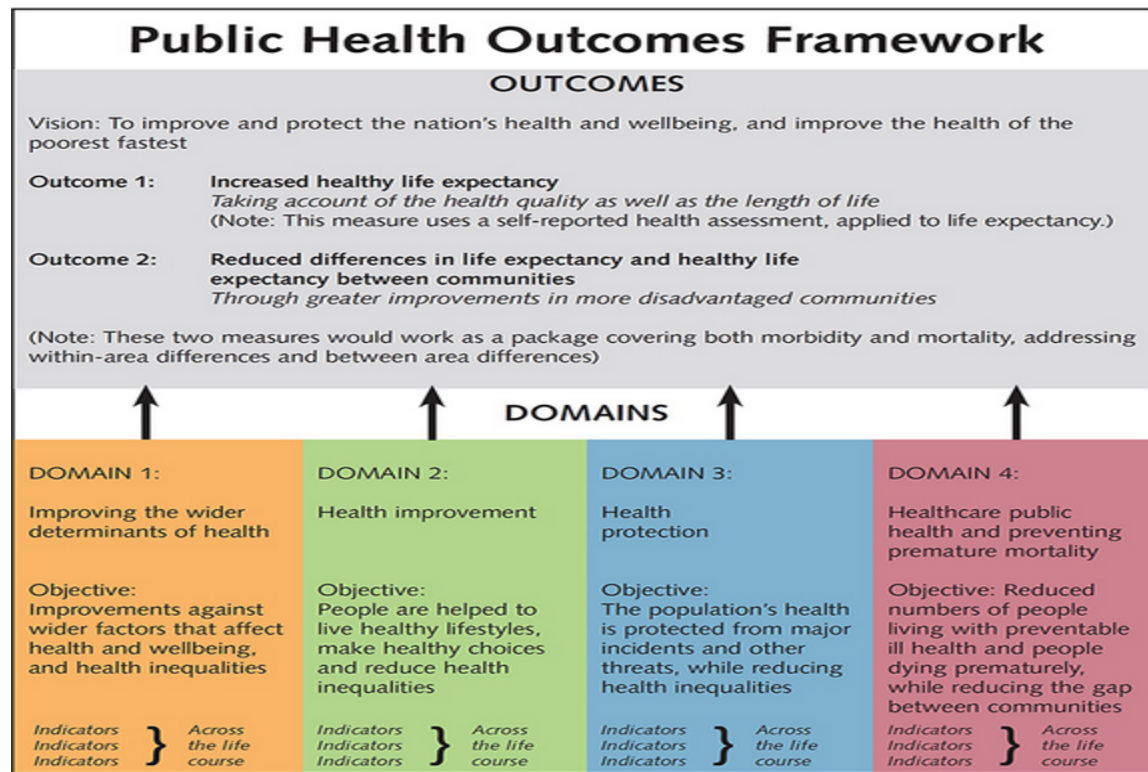 Public Health Outcomes Framework
OUTCOMES
Vision: To improve and protect the nation's health and wellbeing, and improve the health of the
poorest fastest
Outcome 1: Increased healthy life expectancy
Taking account of the health quality as well as the length of life
(Note: This measure uses a self-reported health assessment, applied to life expectancy.)
Outcome 2: Reduced differences in life expectancy and healthy life
expectancy between communities
Through greater improvements in more disadvantaged communities
(Note: These two measures would work as a package covering both morbidity and mortality, addressing
within-area differences and between area differences)
DOMAINS
DOMAIN 1:
Improving the wider
determinants of health
Objective:
Improvements against
wider factors that affect
health and wellbeing,
and health inequalities
Indicators } Across
Indicators the life
Indicators course
DOMAIN 2:
Health improvement
Objective:
People are helped to
live healthy lifestyles,
make healthy choices
and reduce health
inequalities
Indicators } Across
Indicators the life
Indicators course
DOMAIN 3:
Health
protection
Objective:
The population's health
is protected from major
incidents and other
threats, while reducing
health inequalities
Indicators } Across
Indicators the life
Indicators course
DOMAIN 4:
Healthcare public
health and preventing
premature mortality
Objective: Reduced
numbers of people
living with preventable
ill health and people
dying prematurely,
while reducing the gap
between communities
Indicators } Across
Indicators the life
Indicators course